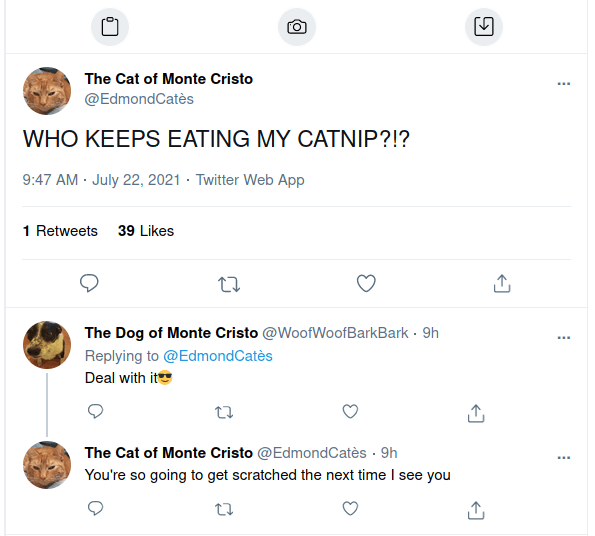 The Cat of Monte Cristo
@EdmondCatès
WHO KEEPS EATING MY CATNIP?!?
9:47 AM · July 22, 2021 · Twitter Web App
1 Retweets 39 Likes
The Dog of Monte Cristo @WoofWoofBarkBark · 9h
Replying to @EdmondCatès
Deal with it😎
The Cat of Monte Cristo @EdmondCatès · 9h
You're so going to get scratched the next time I see you